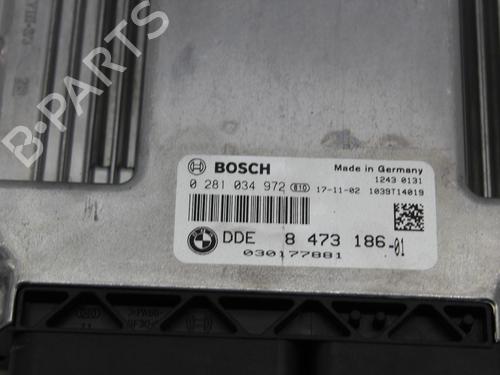 B-PARTS
BOSCH
Made in Germany
1243 0131
0 281 034 972 B10 17-11-02 1039T14019
DDE 8 473 186-01
030177881